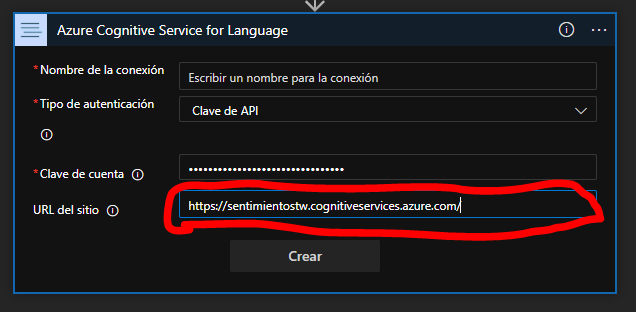 Azure Cognitive Service for Language
* Nombre de la conexión
Escribir un nombre para la conexión
* Tipo de autenticación
Clave de API
* Clave de cuenta
••••••••••••••••••••••••••••••••
URL del sitio
https://sentimientostw.cognitiveservices.azure.com/
Crear